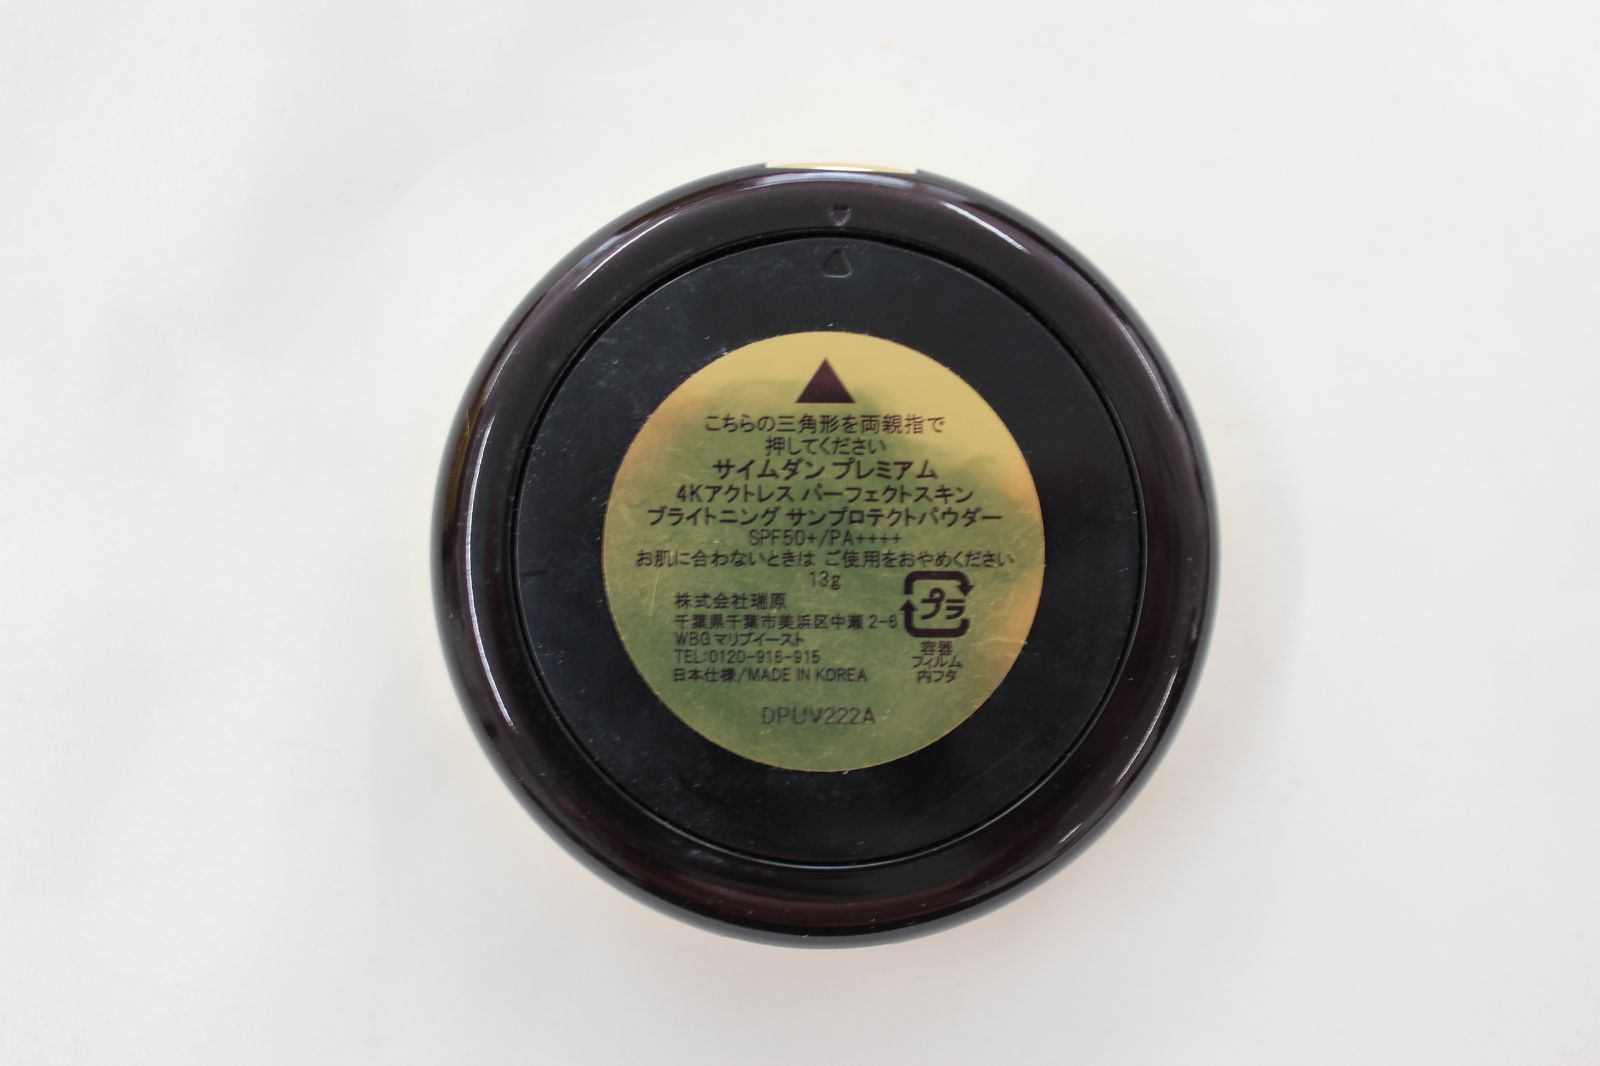 こちらの三角形を両親指で
押してください
サイムダン プレミアム
4Kアクトレス パーフェクトスキン
ブライトニング サンプロテクトパウダー
SPF50+/PA++++
お肌に合わないときは ご使用をおやめください
13g
株式会社瑞原
千葉県千葉市美浜区中瀬 2-6
WBGマリブイースト
TEL:0120-916-915
日本仕様/MADE IN KOREA
プラ
容器
フィルム
内フタ
DPUV222A